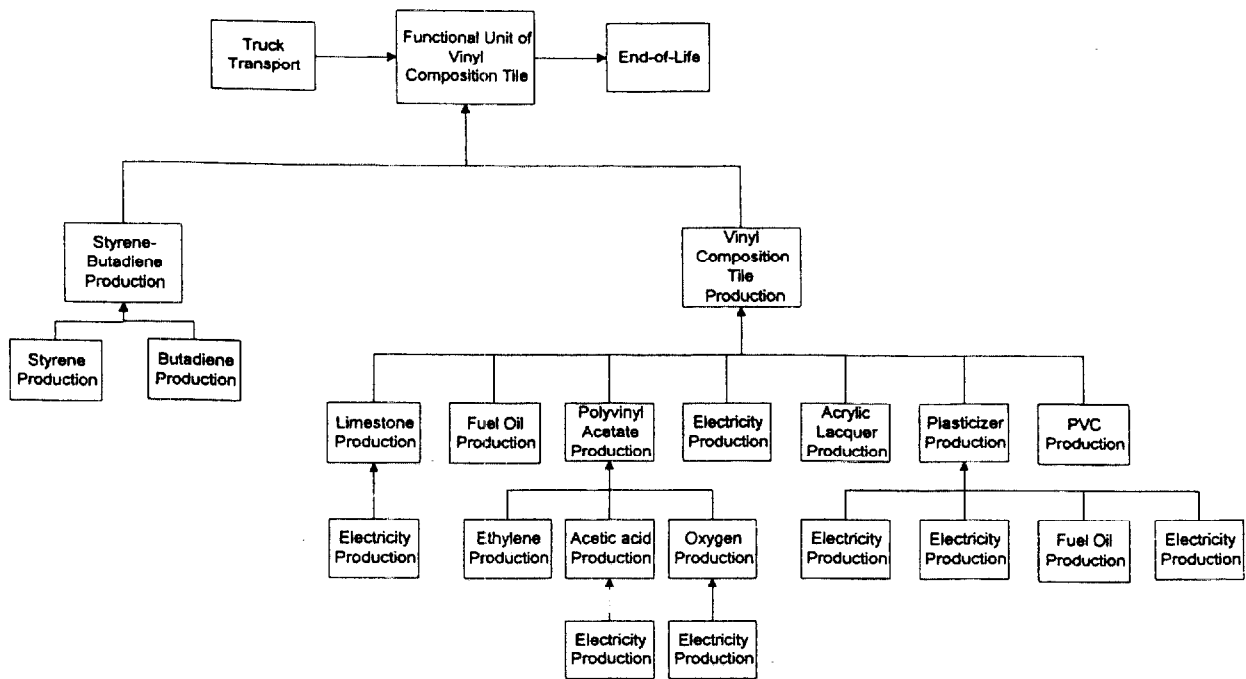 Truck
Transport
Functional Unit of
Vinyl
Composition Tile
End-of-Life
Styrene-
Butadiene
Production
Vinyl
Composition
Tile
Production
Styrene
Production
Butadiene
Production
Limestone
Production
Fuel Oil
Production
Polyvinyl
Acetate
Production
Electricity
Production
Acrylic
Lacquer
Production
Plasticizer
Production
PVC
Production
Electricity
Production
Ethylene
Production
Acetic acid
Production
Oxygen
Production
Electricity
Production
Electricity
Production
Fuel Oil
Production
Electricity
Production
Electricity
Production
Electricity
Production